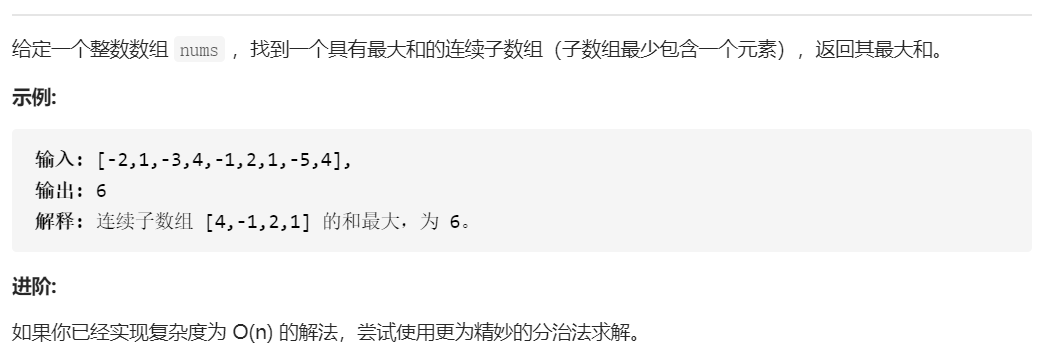 给定一个整数数组 nums ，找到一个具有最大和的连续子数组（子数组最少包含一个元素），返回其最大和。
示例:
输入: [-2,1,-3,4,-1,2,1,-5,4],
输出: 6
解释: 连续子数组 [4,-1,2,1] 的和最大，为 6。
进阶:
如果你已经实现复杂度为 O(n) 的解法，尝试使用更为精妙的分治法求解。